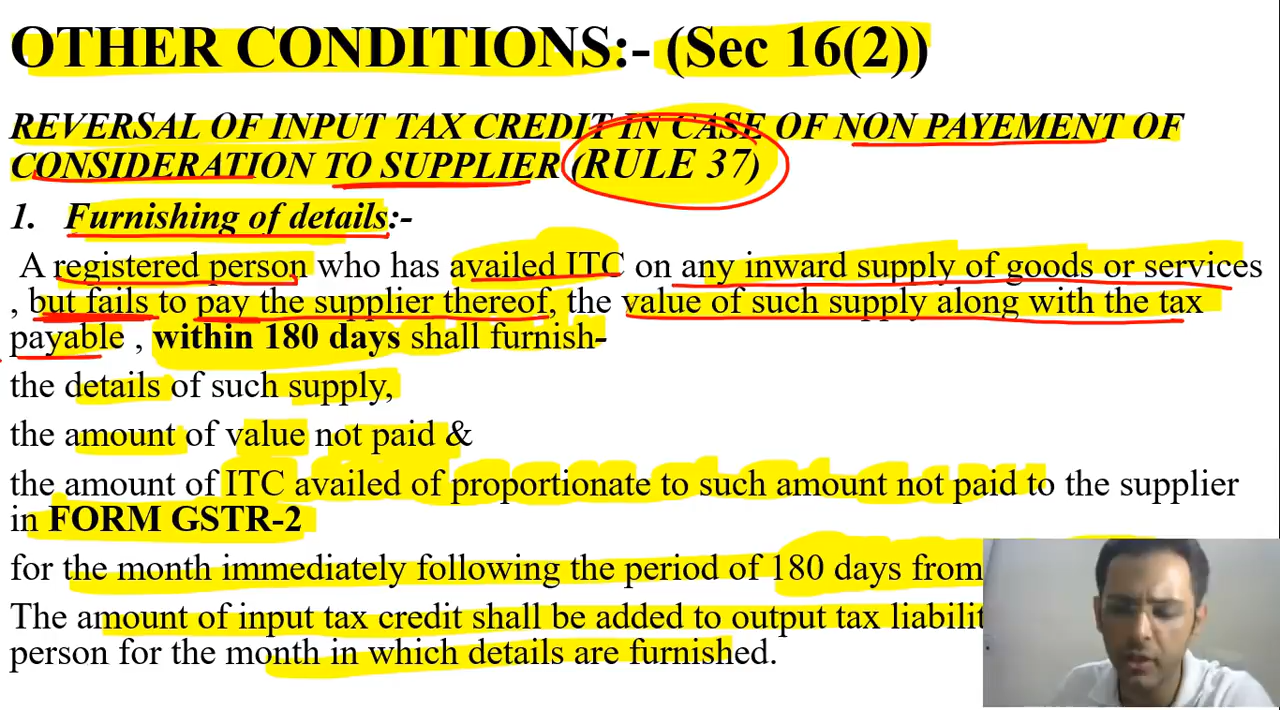 OTHER CONDITIONS:- (Sec 16(2))
REVERSAL OF INPUT TAX CREDIT IN CASE OF NON PAYEMENT OF
CONSIDERATION TO SUPPLIER (RULE 37)
1. Furnishing of details:-
A registered person who has availed ITC on any inward supply of goods or services
, but fails to pay the supplier thereof, the value of such supply along with the tax
payable , within 180 days shall furnish-
the details of such supply,
the amount of value not paid &
the amount of ITC availed of proportionate to such amount not paid to the supplier
in FORM GSTR-2
for the month immediately following the period of 180 days from
The amount of input tax credit shall be added to output tax
person for the month in which details are furnished.